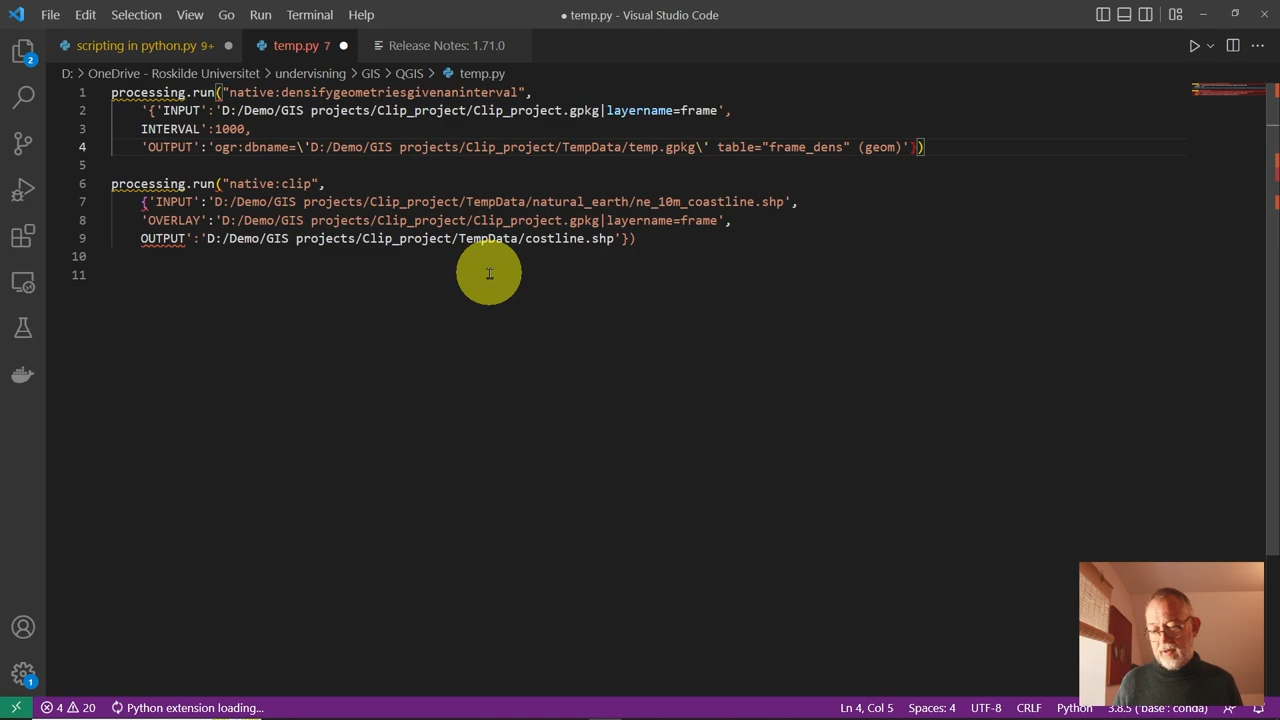 File Edit Selection View Go Run Terminal Help
● temp.py - Visual Studio Code
scripting in python.py 9+ temp.py 7 Release Notes: 1.71.0
D: > OneDrive - Roskilde Universitet > undervisning > GIS > QGIS > temp.py
1 processing.run("native:densifygeometriesgivenaninterval",
2 '{'INPUT':'D:/Demo/GIS projects/Clip_project/Clip_project.gpkg|layername=frame',
3 INTERVAL':1000,
4 'OUTPUT':'ogr:dbname=\'D:/Demo/GIS projects/Clip_project/TempData/temp.gpkg\' table="frame_dens" (geom)'})
5
6 processing.run("native:clip",
7 {'INPUT':'D:/Demo/GIS projects/Clip_project/TempData/natural_earth/ne_10m_coastline.shp',
8 'OVERLAY':'D:/Demo/GIS projects/Clip_project/Clip_project.gpkg|layername=frame',
9 OUTPUT':'D:/Demo/GIS projects/Clip_project/TempData/costline.shp'})
10
11
2
1
4 20 Python extension loading... Ln 4, Col 5 Spaces: 4 UTF-8 CRLF Python 3.8.5 ('base': conda)